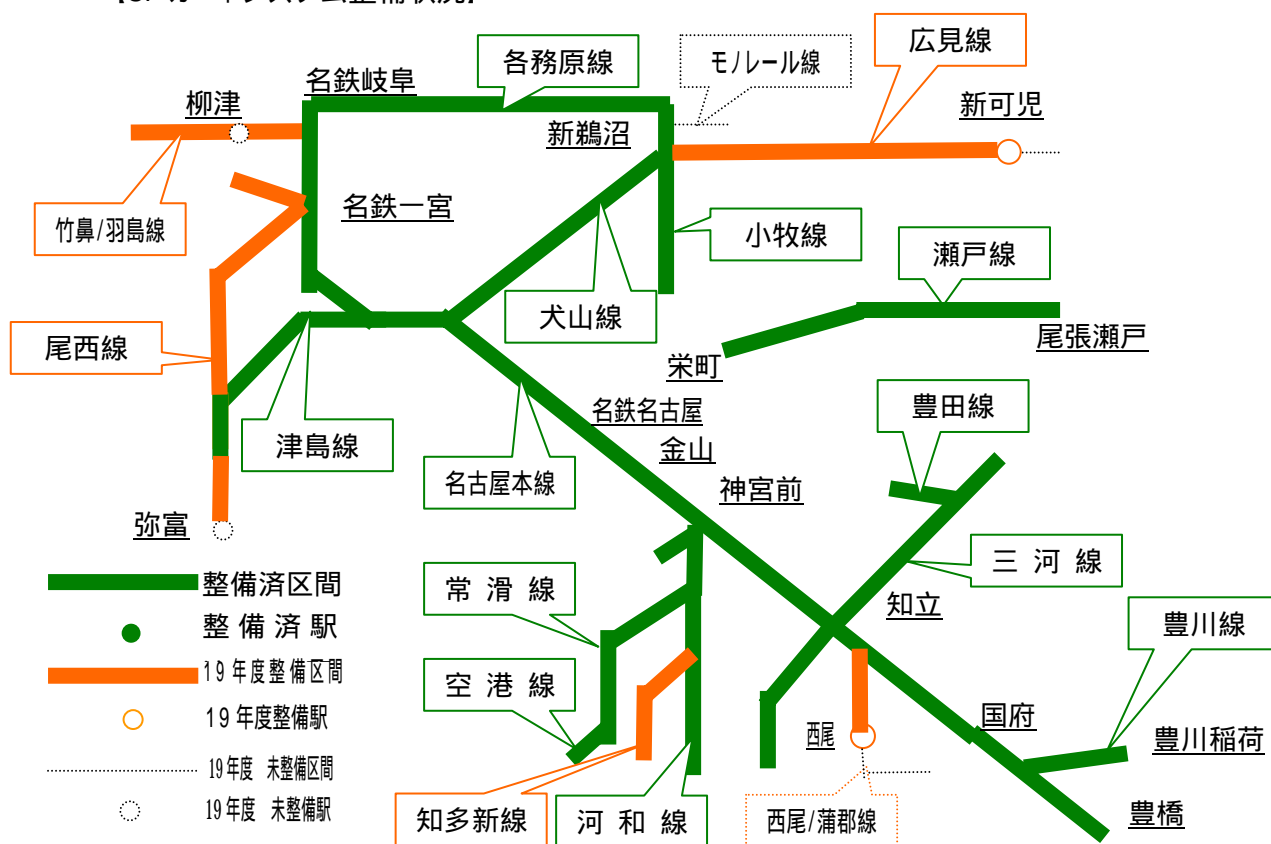 各務原線
モノレール線
広見線
名鉄岐阜
柳津
新鵜沼
新可児
竹鼻/羽島線
名鉄一宮
小牧線
瀬戸線
犬山線
尾西線
尾張瀬戸
栄町
豊田線
名鉄名古屋
津島線
金山
名古屋本線
神宮前
弥富
三河線
整備済区間
常滑線
知立
整備済駅
豊川線
19年度整備区間
空港線
19年度整備駅
国府
西尾
豊川稲荷
19年度 未整備区間
19年度 未整備駅
知多新線
河和線
西尾/蒲郡線
豊橋